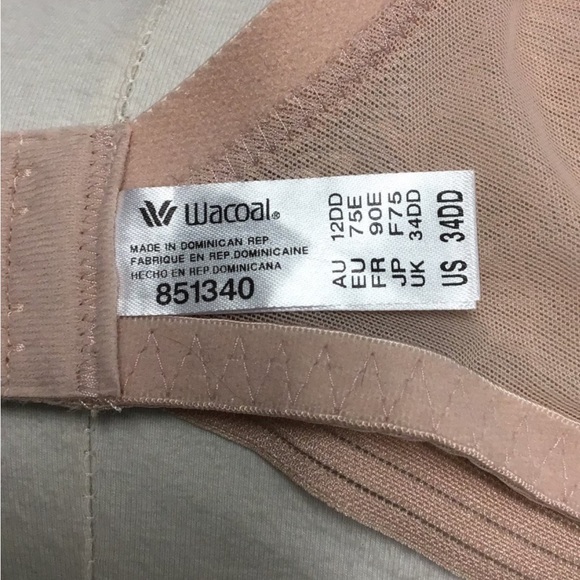 Wacoal®
MADE IN DOMINICAN REP.
FABRIQUE EN REP. DOMINICAINE
HECHO EN REP. DOMINICANA
851340
AU 12DD
EU 75E
FR 90E
JP F75
UK 34DD
US 34DD